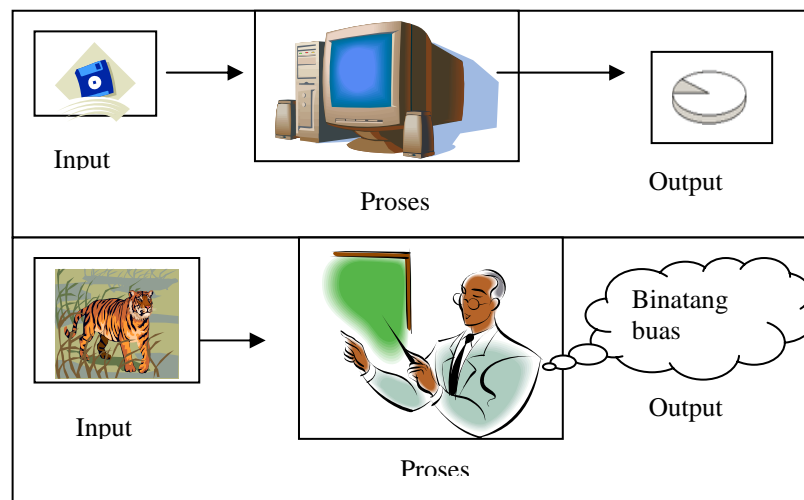 Input
Proses
Output
Input
Proses
Binatang
buas
Output